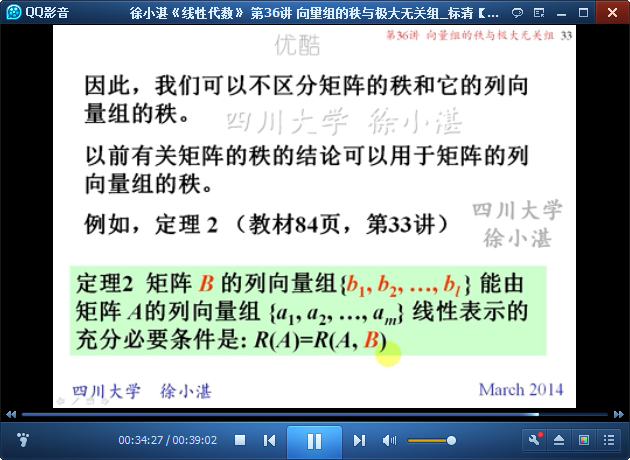 QQ影音
徐小湛《线性代数》 第36讲 向量组的秩与极大无关组_标清【...
优酷
第36讲 向量组的秩与极大无关组 33
因此，我们可以不区分矩阵的秩和它的列向
量组的秩。
四川大学 徐小湛
以前有关矩阵的秩的结论可以用于矩阵的列
向量组的秩。
例如，定理 2 （教材84页，第33讲）
四川大学
徐小湛
定理2 矩阵 B 的列向量组{b1, b2, …, bl} 能由
矩阵 A的列向量组 {a1, a2, …, am} 线性表示的
充分必要条件是: R(A)=R(A, B)
四川大学 徐小湛
March 2014
00:34:27 / 00:39:02